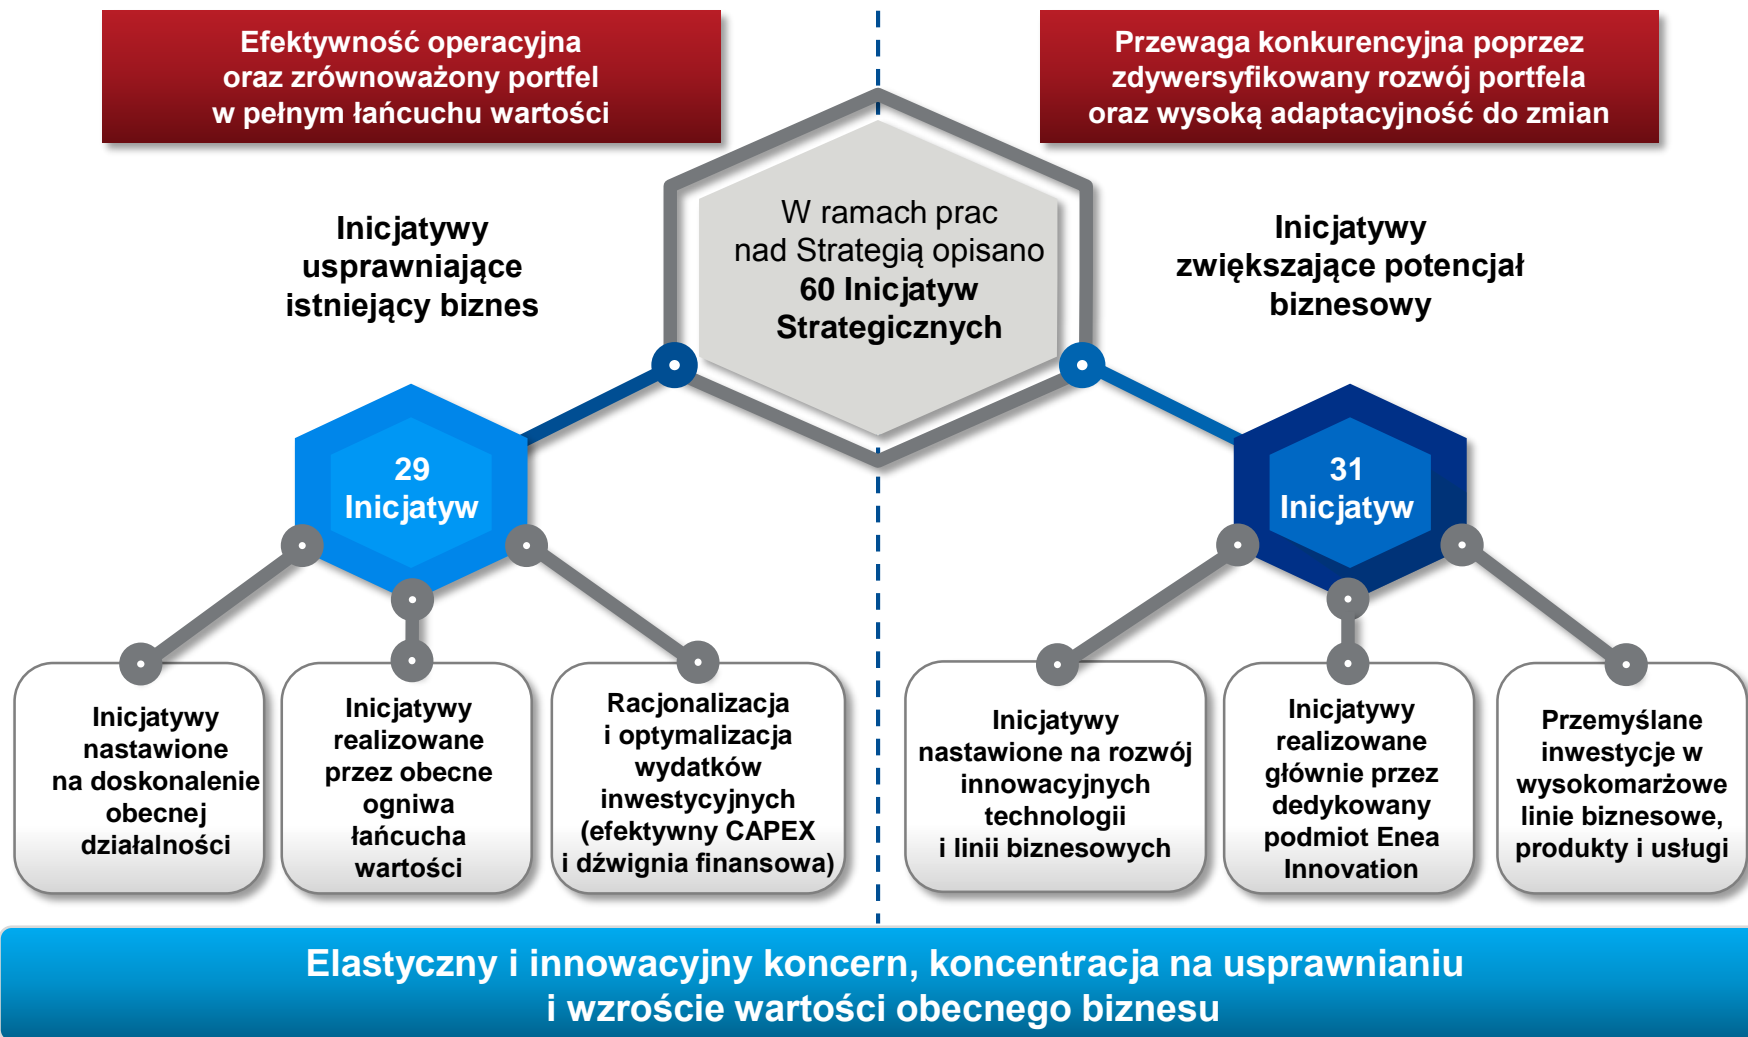 Efektywność operacyjna
oraz zrównoważony portfel
w pełnym łańcuchu wartości
Przewaga konkurencyjna poprzez
zdywersyfikowany rozwój portfela
oraz wysoką adaptacyjność do zmian
Inicjatywy
usprawniające
istniejący biznes
W ramach prac
nad Strategią opisano
60 Inicjatyw
Strategicznych
Inicjatywy
zwiększające potencjał
biznesowy
29
Inicjatyw
31
Inicjatyw
Inicjatywy
nastawione
na doskonalenie
obecnej
działalności
Inicjatywy
realizowane
przez obecne
ogniwa
łańcucha
wartości
Racjonalizacja
i optymalizacja
wydatków
inwestycyjnych
(efektywny CAPEX
i dźwignia finansowa)
Inicjatywy
nastawione na rozwój
innowacyjnych
technologii
i linii biznesowych
Inicjatywy
realizowane
głównie przez
dedykowany
podmiot Enea
Innovation
Przemyślane
inwestycje w
wysokomarżowe
linie biznesowe,
produkty i usługi
Elastyczny i innowacyjny koncern, koncentracja na usprawnianiu
i wzroście wartości obecnego biznesu